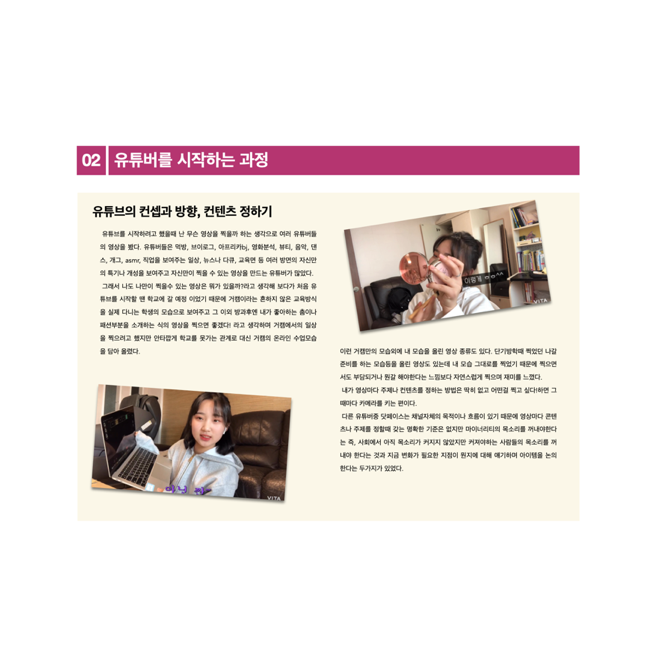 02 유튜버를 시작하는 과정
유튜브의 컨셉과 방향, 컨텐츠 정하기
유튜브를 시작하려고 했을때 난 무슨 영상을 찍을까 하는 생각으로 여러 유튜버들
의 영상을 봤다. 유튜버들은 먹방, 브이로그, 아프리카bj, 영화분석, 뷰티, 음악, 댄
스, 개그, asmr, 직업을 보여주는 일상, 뉴스나 다큐, 교육면 등 여러 방면의 자신만
의 특기나 개성을 보여주고 자신만이 찍을 수 있는 영상을 만드는 유튜버가 많았다.
그래서 나도 나만이 찍을수 있는 영상은 뭐가 있을까?라고 생각해 보다가 처음 유
튜브를 시작할 땐 학교에 갈 예정 이었기 때문에 거캠이라는 흔하지 않은 교육방식
을 실제 다니는 학생의 모습으로 보여주고 그 이외 방과후엔 내가 좋아하는 춤이나
패션부분을 소개하는 식의 영상을 찍으면 좋겠다! 라고 생각하며 거캠에서의 일상
을 찍으려고 했지만 안타깝게 학교를 못가는 관계로 대신 거캠의 온라인 수업모습
을 담아 올렸다.
아닌 지
VITA
이렇게 ㅎㅎ^^
VITA
이런 거캠만의 모습외에 내 모습을 올린 영상 종류도 있다. 단기방학때 찍었던 나갈
준비를 하는 모습등을 올린 영상도 있는데 내 모습 그대로를 찍었기 때문에 찍으면
서도 부담되거나 뭔갈 해야한다는 느낌보다 자연스럽게 찍으며 재미를 느꼈다.
내가 영상마다 주제나 컨텐츠를 정하는 방법은 딱히 없고 어떤걸 찍고 싶다!하면 그
때마다 카메라를 키는 편이다.
다른 유튜버중 닷페이스는 채널자체의 목적이나 흐름이 있기 때문에 영상마다 콘텐
츠나 주제를 정할때 갖는 명확한 기준은 없지만 마이너리티의 목소리를 꺼내야한다
는 즉, 사회에서 아직 목소리가 커지지 않았지만 커져야하는 사람들의 목소리를 꺼
내야 한다는 것과 지금 변화가 필요한 지점이 뭔지에 대해 얘기하며 아이템을 논의
한다는 두가지가 있었다.